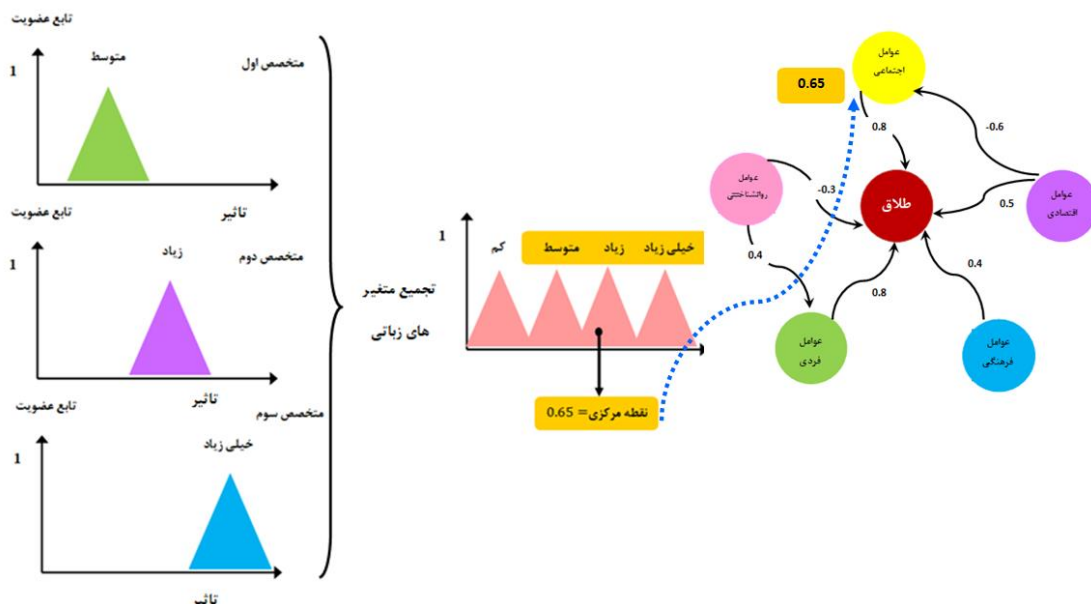 تابع عضویت
1
متوسط
متخصص اول
تاثیر
تابع عضویت
1
زیاد
متخصص دوم
تاثیر
تابع عضویت
1
خیلی زیاد
متخصص سوم
تاثیر
تجمیع متغیر
های زباتی
1
کم
متوسط
زیاد
خیلی زیاد
نقطه مرکزی= 0.65
0.65
عوامل
اجتماعی
0.8
-0.6
عوامل
روانشناختی
-0.3
طلاق
0.5
عوامل
اقتصادی
0.4
0.8
0.4
عوامل
فردی
عوامل
فرهنگی